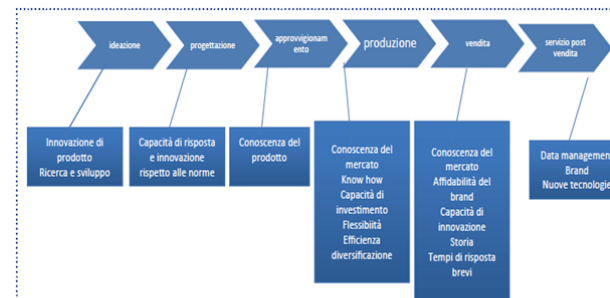 ideazione
progettazione
approvvigionam
ento
produzione
vendita
servizio post
vendita
Innovazione di
prodotto
Ricerca e sviluppo
Capacità di risposta
e innovazione
rispetto alle norme
Conoscenza del
prodotto
Conoscenza del
mercato
Know how
Capacità di
investimento
Flessibiità
Efficienza
diversificazione
Conoscenza del
mercato
Affidabilità del
brand
Capacità di
innovazione
Storia
Tempi di risposta
brevi
Data management
Brand
Nuove tecnologie